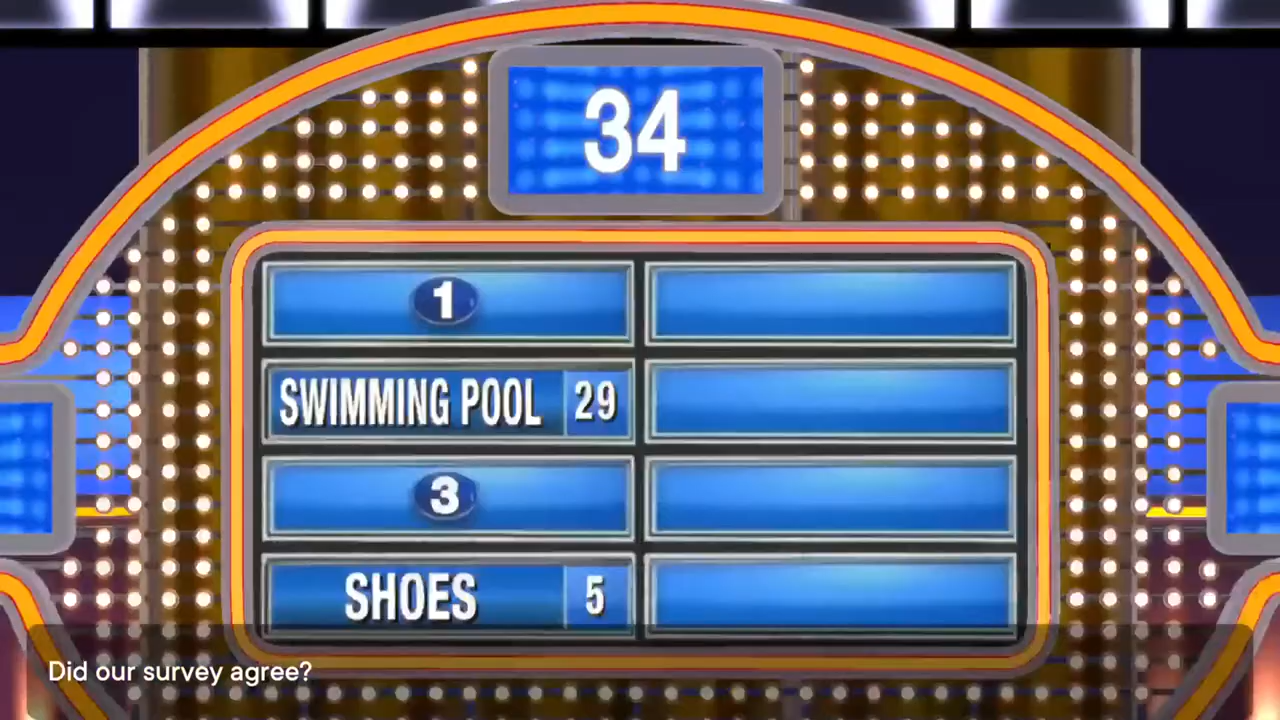 34
1
SWIMMING POOL 29
3
SHOES 5
Did our survey agree?